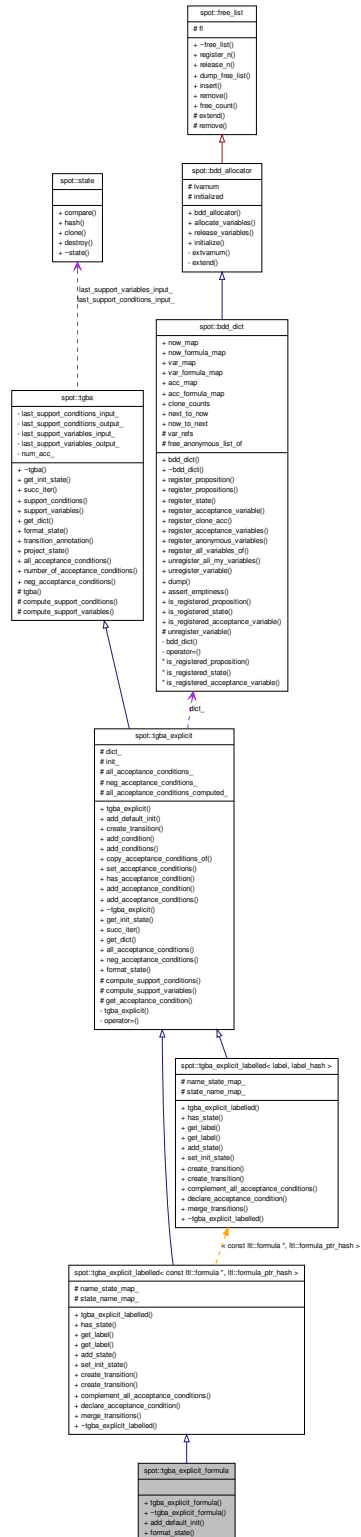 spot::free_list
# fl
+ ~free_list()
+ register_n()
+ release_n()
+ dump_free_list()
+ insert()
+ remove()
+ free_count()
# extend()
# remove()
spot::state
+ compare()
+ hash()
+ clone()
+ destroy()
+ ~state()
spot::bdd_allocator
# lvarnum
# initialized
+ bdd_allocator()
+ allocate_variables()
+ release_variables()
+ initialize()
- extvarnum()
- extend()
last_support_variables_input_
last_support_conditions_input_
spot::bdd_dict
+ now_map
+ now_formula_map
+ var_map
+ var_formula_map
+ acc_map
+ acc_formula_map
+ clone_counts
+ next_to_now
+ now_to_next
# var_refs
# free_anonymous_list_of
+ bdd_dict()
+ ~bdd_dict()
+ register_proposition()
+ register_propositions()
+ register_state()
+ register_acceptance_variable()
+ register_clone_acc()
+ register_acceptance_variables()
+ register_anonymous_variables()
+ register_all_variables_of()
+ unregister_all_my_variables()
+ unregister_variable()
+ dump()
+ assert_emptiness()
+ is_registered_proposition()
+ is_registered_state()
+ is_registered_acceptance_variable()
# unregister_variable()
- bdd_dict()
- operator=()
* is_registered_proposition()
* is_registered_state()
* is_registered_acceptance_variable()
spot::tgba
- last_support_conditions_input_
- last_support_conditions_output_
- last_support_variables_input_
- last_support_variables_output_
- num_acc_
+ ~tgba()
+ get_init_state()
+ succ_iter()
+ support_conditions()
+ support_variables()
+ get_dict()
+ format_state()
+ transition_annotation()
+ project_state()
+ all_acceptance_conditions()
+ number_of_acceptance_conditions()
+ neg_acceptance_conditions()
# tgba()
# compute_support_conditions()
# compute_support_variables()
dict_
spot::tgba_explicit
# dict_
# init_
# all_acceptance_conditions_
# neg_acceptance_conditions_
# all_acceptance_conditions_computed_
+ tgba_explicit()
+ add_default_init()
+ create_transition()
+ add_condition()
+ add_conditions()
+ copy_acceptance_conditions_of()
+ set_acceptance_conditions()
+ has_acceptance_condition()
+ add_acceptance_condition()
+ add_acceptance_conditions()
+ ~tgba_explicit()
+ get_init_state()
+ succ_iter()
+ get_dict()
+ all_acceptance_conditions()
+ neg_acceptance_conditions()
+ format_state()
# compute_support_conditions()
# compute_support_variables()
# get_acceptance_condition()
- tgba_explicit()
- operator=()
spot::tgba_explicit_labelled< label, label_hash >
# name_state_map_
# state_name_map_
+ tgba_explicit_labelled()
+ has_state()
+ get_label()
+ get_label()
+ add_state()
+ set_init_state()
+ create_transition()
+ create_transition()
+ complement_all_acceptance_conditions()
+ declare_acceptance_condition()
+ merge_transitions()
+ ~tgba_explicit_labelled()
< const ltl::formula *, ltl::formula_ptr_hash >
spot::tgba_explicit_labelled< const ltl::formula *, ltl::formula_ptr_hash >
# name_state_map_
# state_name_map_
+ tgba_explicit_labelled()
+ has_state()
+ get_label()
+ get_label()
+ add_state()
+ set_init_state()
+ create_transition()
+ create_transition()
+ complement_all_acceptance_conditions()
+ declare_acceptance_condition()
+ merge_transitions()
+ ~tgba_explicit_labelled()
spot::tgba_explicit_formula
+ tgba_explicit_formula()
+ ~tgba_explicit_formula()
+ add_default_init()
+ format_state()